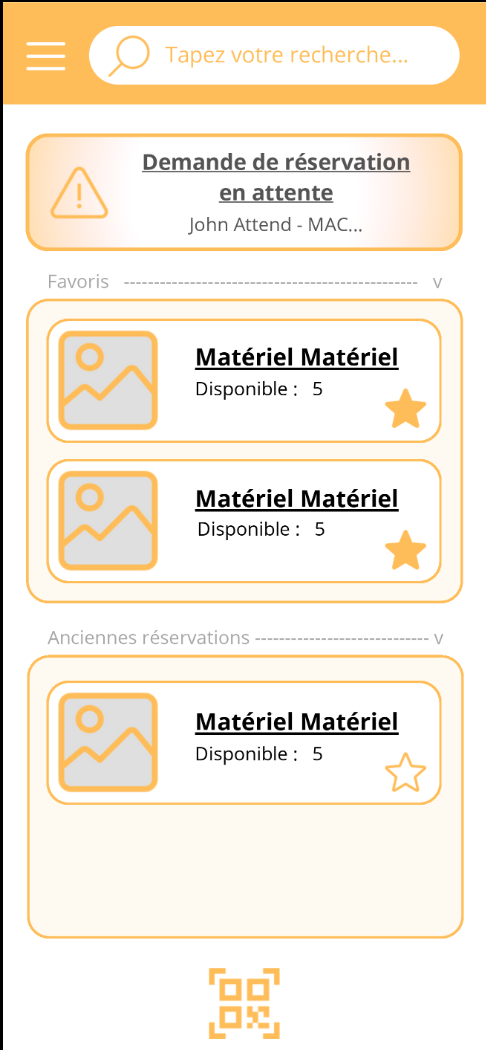 Tapez votre recherche...
Demande de réservation
en attente
John Attend - MAC...
Favoris ------------------------------------------------- v
Matériel Matériel
Disponible : 5
Matériel Matériel
Disponible : 5
Anciennes réservations ----------------------------- v
Matériel Matériel
Disponible : 5